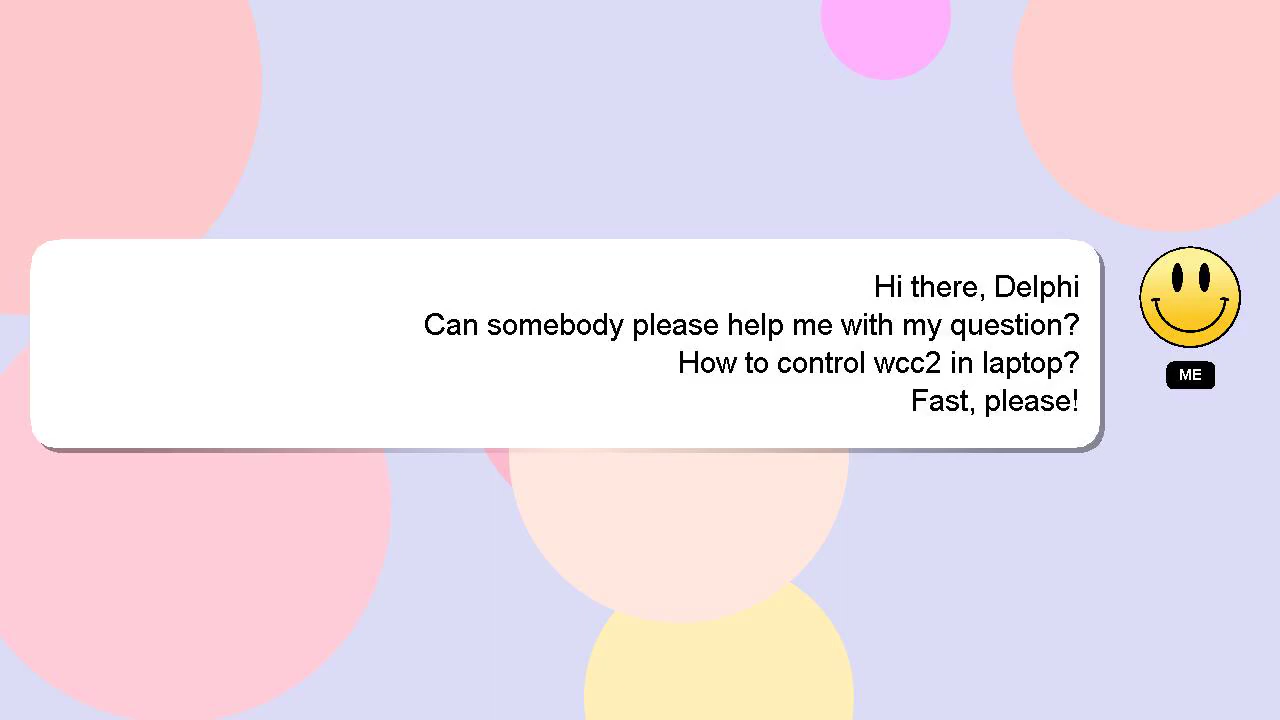 Hi there, Delphi
Can somebody please help me with my question?
How to control wcc2 in laptop?
Fast, please!
ME